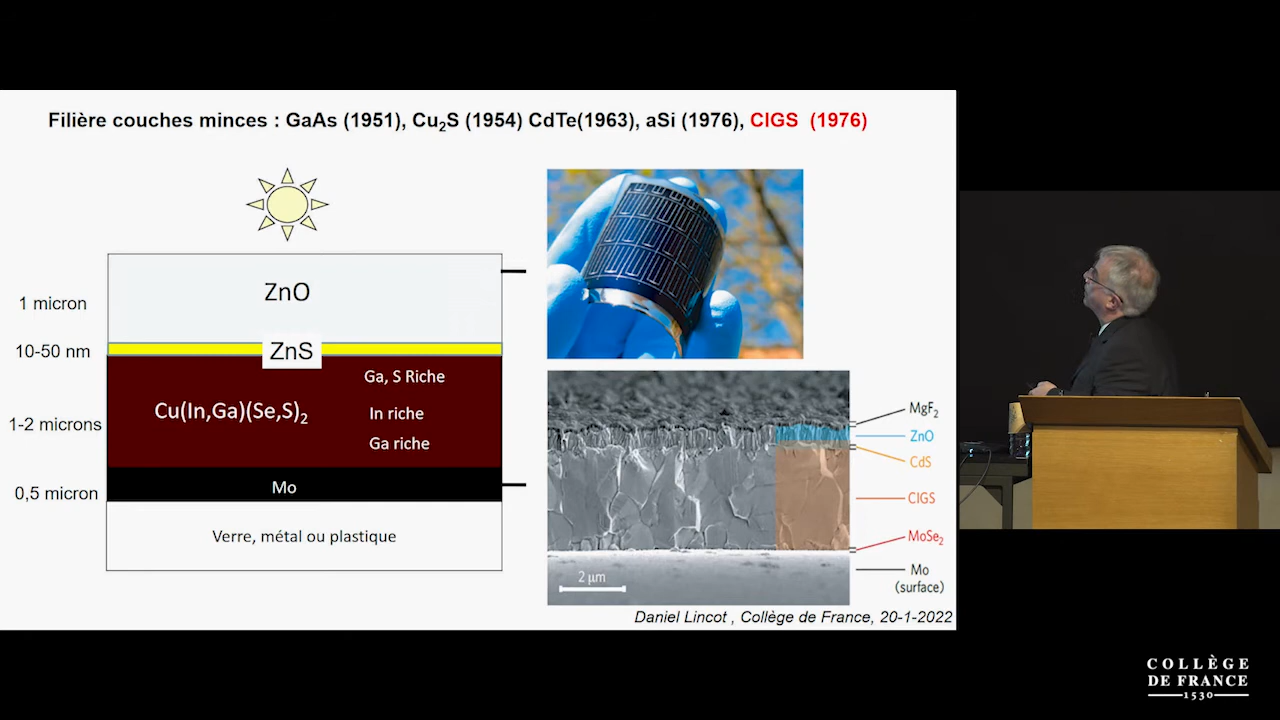 Filière couches minces : GaAs (1951), Cu₂S (1954) CdTe(1963), aSi (1976), CIGS (1976)
1 micron
ZnO
10-50 nm
ZnS
1-2 microns
Cu(In,Ga)(Se,S)₂
Ga, S Riche
In riche
Ga riche
0,5 micron
Mo
Verre, métal ou plastique
MgF₂
ZnO
CdS
CIGS
MoSe₂
Mo
(surface)
2 µm
Daniel Lincot , Collège de France, 20-1-2022
COLLÈGE
DE FRANCE
1530